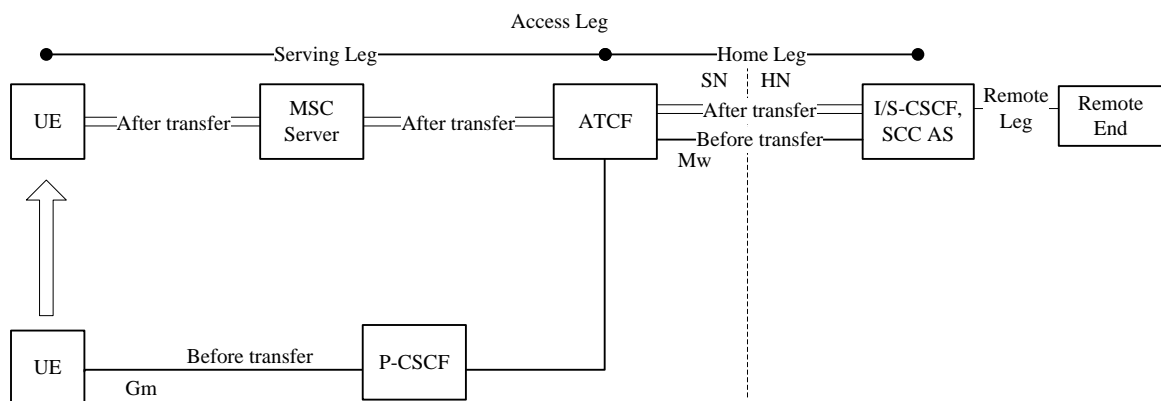 Access Leg
Serving Leg
Home Leg
SN
HN
UE
After transfer
MSC
Server
After transfer
ATCF
After transfer
Before transfer
Mw
I/S-CSCF,
SCC AS
Remote
Leg
Remote
End
UE
Before transfer
Gm
P-CSCF